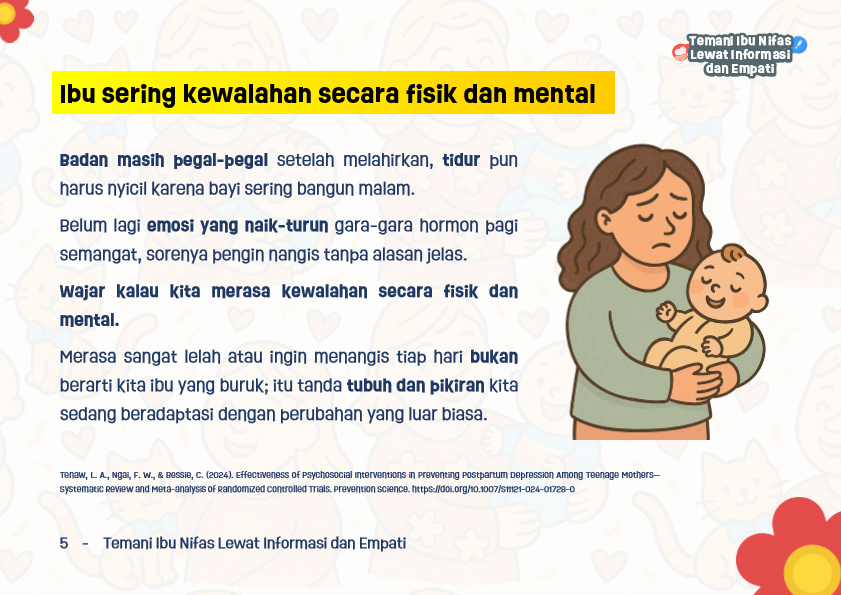 Temani Ibu Nifas
Lewat Informasi
dan Empati
Ibu sering kewalahan secara fisik dan mental
Badan masih pegal-pegal setelah melahirkan, tidur pun
harus nyicil karena bayi sering bangun malam.
Belum lagi emosi yang naik-turun gara-gara hormon pagi
semangat, sorenya pengin nangis tanpa alasan jelas.
Wajar kalau kita merasa kewalahan secara fisik dan
mental.
Merasa sangat lelah atau ingin menangis tiap hari bukan
berarti kita ibu yang buruk; itu tanda tubuh dan pikiran kita
sedang beradaptasi dengan perubahan yang luar biasa.
Tenaw, L. A., Ngai, F. W., & Bessie, C. (2024). Effectiveness of Psychosocial Interventions in Preventing Postpartum Depression Among Teenage Mothers—
Systematic Review and Meta-analysis of Randomized Controlled Trials. Prevention Science. https://doi.org/10.1007/s11121-024-01728-0
5 - Temani Ibu Nifas Lewat Informasi dan Empati